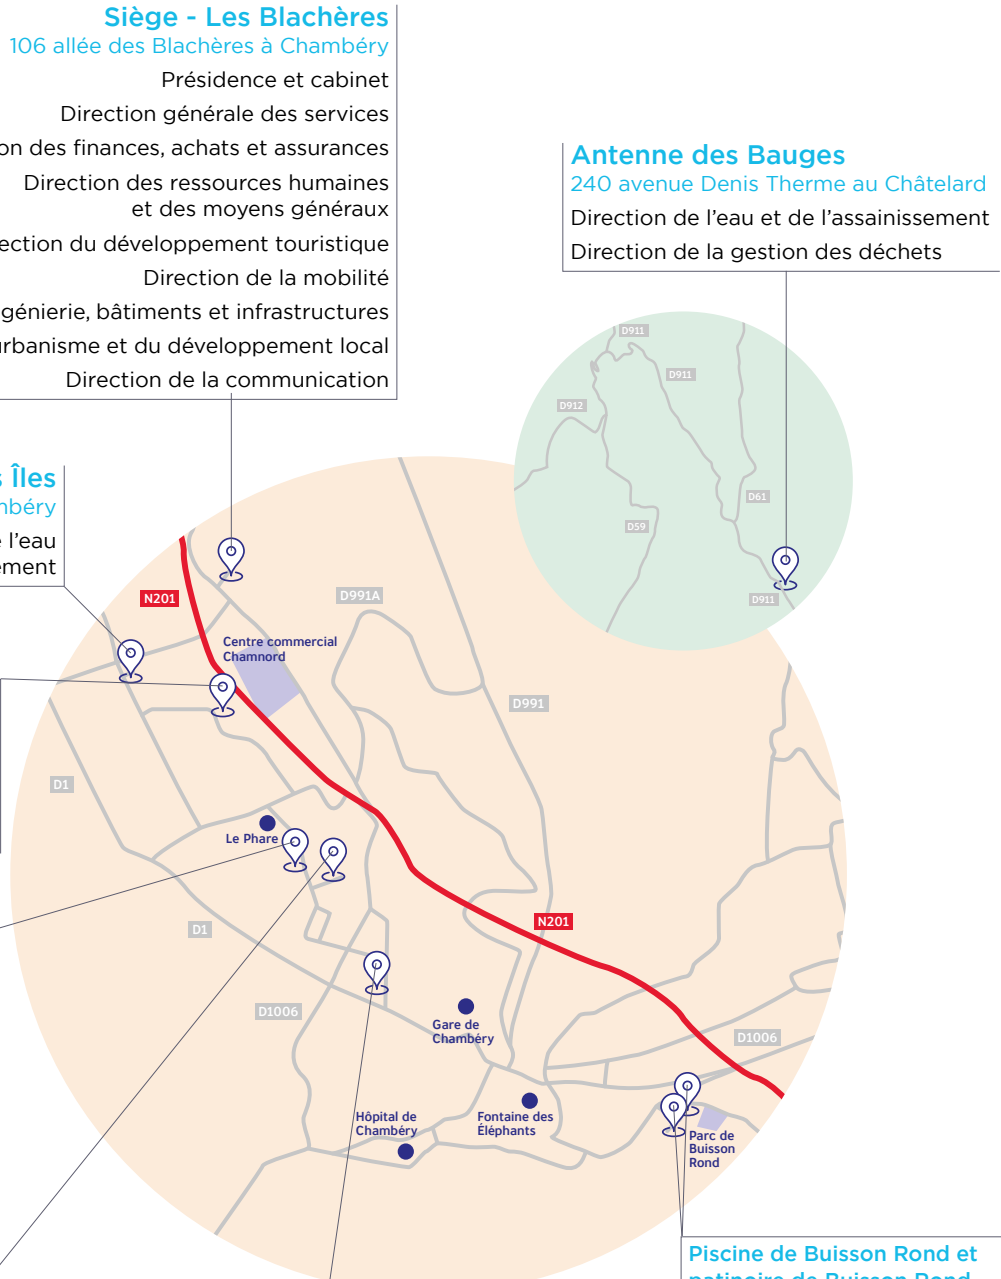 Siège - Les Blachères
106 allée des Blachères à Chambéry
Présidence et cabinet
Direction générale des services
des finances, achats et assurances
Direction des ressources humaines
et des moyens généraux
du développement touristique
Direction de la mobilité
bâtiments et infrastructures
et du développement local
Direction de la communication
Antenne des Bauges
240 avenue Denis Therme au Châtelard
Direction de l'eau et de l'assainissement
Direction de la gestion des déchets
D911
D911
D912
D61
D59
D911
Îles
l'eau
N201
D991A
Centre commercial
Chamnord
D991
D1
Le Phare
D1
N201
D1006
Gare de
Chambéry
D1006
Hôpital de
Chambéry
Fontaine des
Éléphants
Parc de
Buisson
Rond
Piscine de Buisson Rond et
patinoire de Buisson Rond